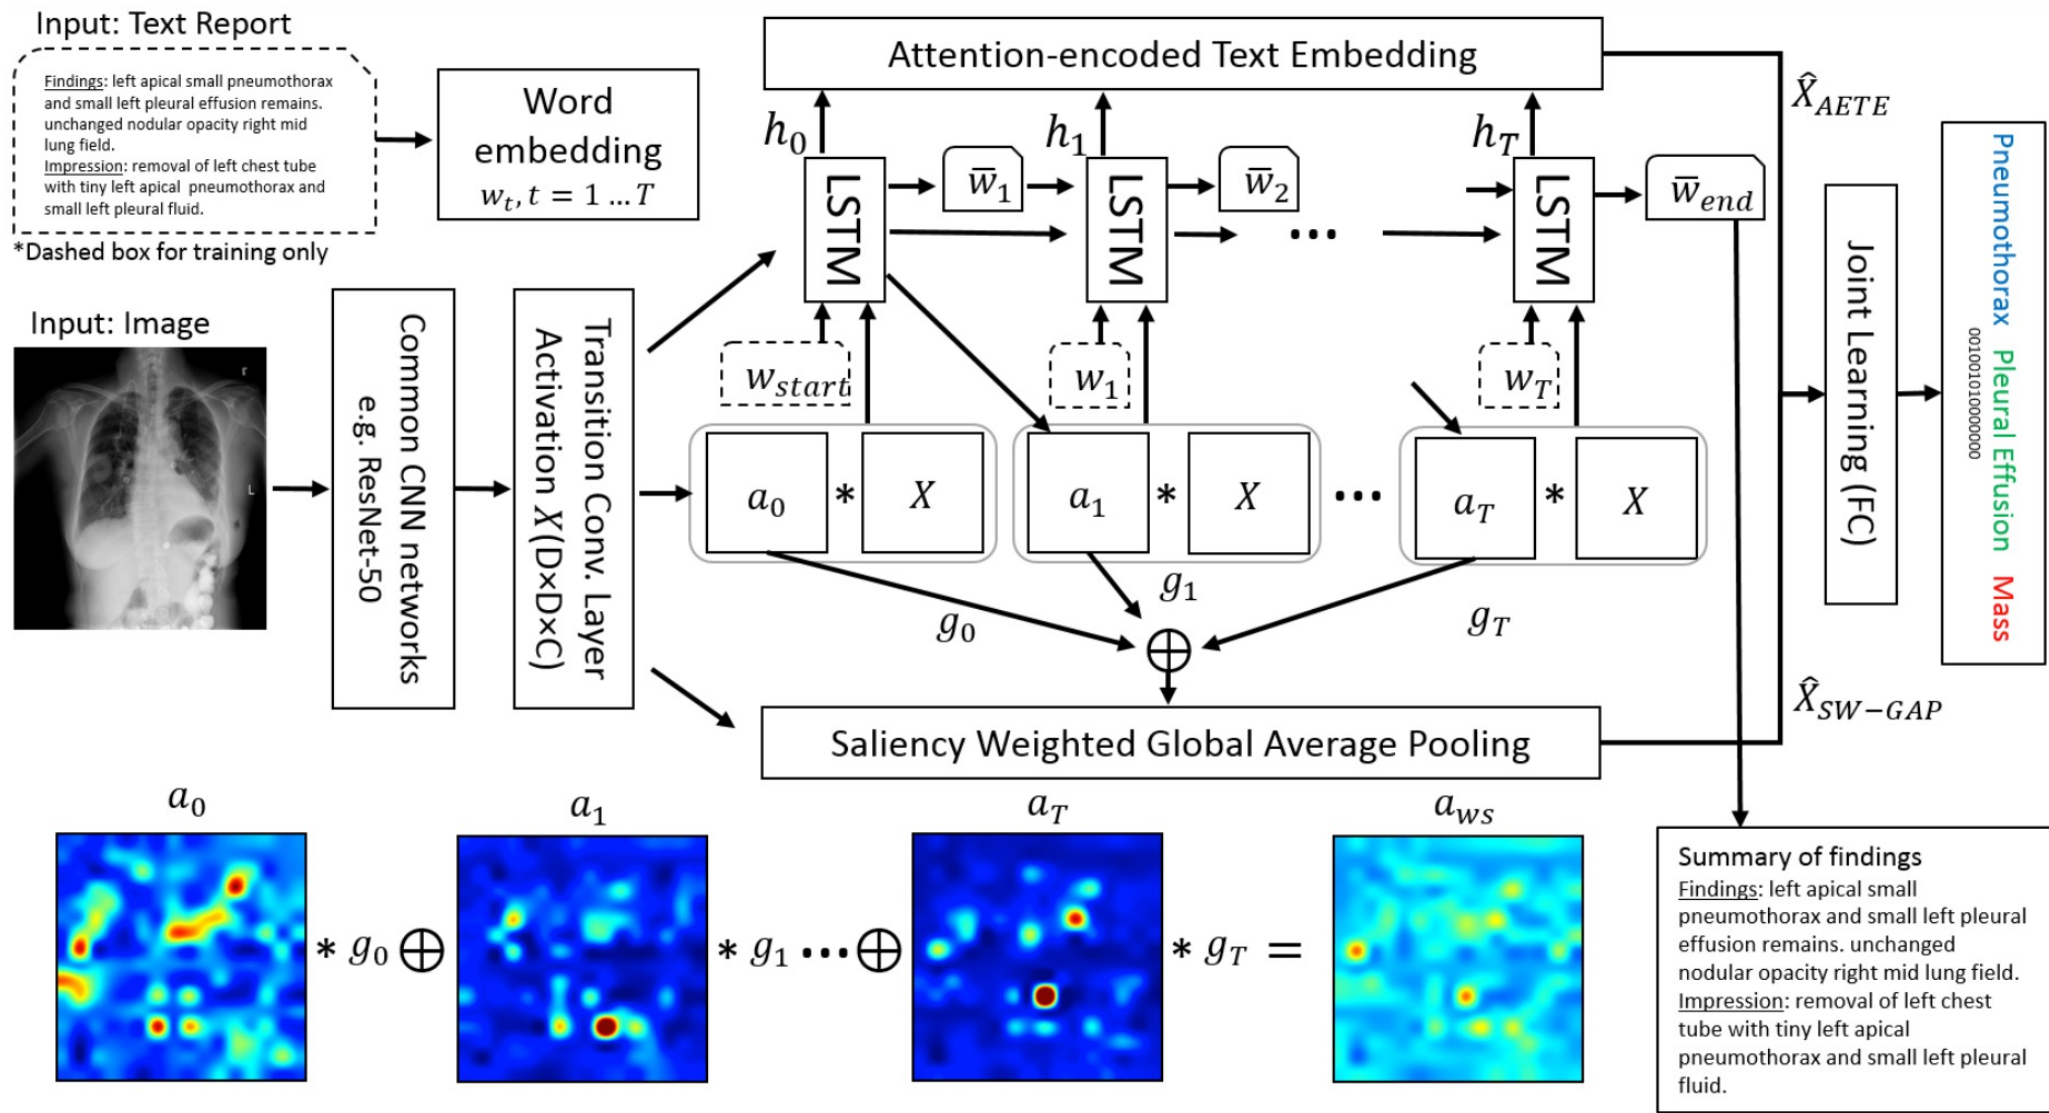 Input: Text Report
Findings: left apical small pneumothorax
and small left pleural effusion remains.
unchanged nodular opacity right mid
lung field.
Impression: removal of left chest tube
with tiny left apical pneumothorax and
small left pleural fluid.
*Dashed box for training only
Word
embedding
w_t, t = 1 ... T
Attention-encoded Text Embedding
h_0
h_1
h_T
LSTM
w̅_1
LSTM
w̅_2
...
LSTM
w̅_end
X̂_AETE
Input: Image
r
L
Common CNN networks
e.g. ResNet-50
Transition Conv. Layer
Activation X(D×D×C)
w_start
w_1
w_T
a_0 * X
a_1 * X
...
a_T * X
g_0
g_1
g_T
⊕
Saliency Weighted Global Average Pooling
X̂_SW−GAP
Joint Learning (FC)
Pneumothorax Pleural Effusion Mass
a_0
a_1
a_T
a_ws
* g_0 ⊕
* g_1 ... ⊕
* g_T =
Summary of findings
Findings: left apical small
pneumothorax and small left pleural
effusion remains. unchanged
nodular opacity right mid lung field.
Impression: removal of left chest
tube with tiny left apical
pneumothorax and small left pleural
fluid.